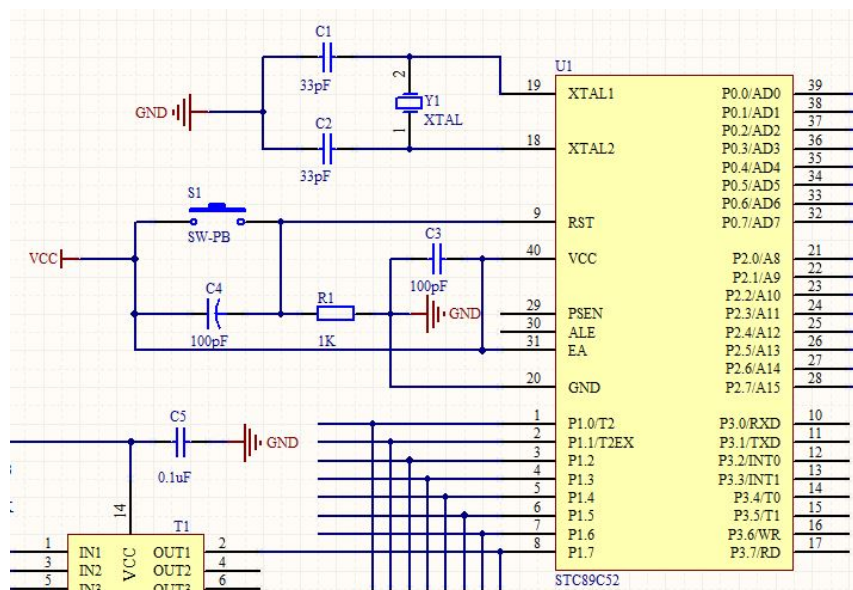 C1
33pF
GND
2
Y1
XTAL
1
C2
33pF
U1
19 XTAL1 P0.0/AD0 39
P0.1/AD1 38
P0.2/AD2 37
18 XTAL2 P0.3/AD3 36
P0.4/AD4 35
P0.5/AD5 34
P0.6/AD6 33
9 RST P0.7/AD7 32
40 VCC P2.0/A8 21
P2.1/A9 22
P2.2/A10 23
29 PSEN P2.3/A11 24
30 ALE P2.4/A12 25
31 EA P2.5/A13 26
P2.6/A14 27
20 GND P2.7/A15 28
1 P1.0/T2 P3.0/RXD 10
2 P1.1/T2EX P3.1/TXD 11
3 P1.2 P3.2/INT0 12
4 P1.3 P3.3/INT1 13
5 P1.4 P3.4/T0 14
6 P1.5 P3.5/T1 15
7 P1.6 P3.6/WR 16
8 P1.7 P3.7/RD 17
STC89C52
S1
SW-PB
VCC
C3
100pF
C4
100pF
R1
1K
GND
C5
0.1uF
GND
14
T1
1 IN1 VCC OUT1 2
3 IN2 OUT2 4
5 IN3 OUT3 6